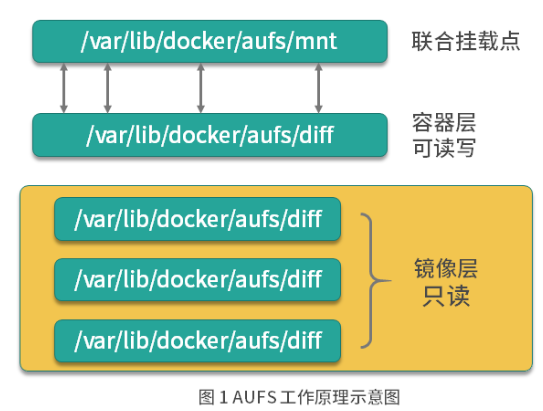 /var/lib/docker/aufs/mnt
联合挂载点
/var/lib/docker/aufs/diff
容器层
可读写
/var/lib/docker/aufs/diff
/var/lib/docker/aufs/diff
/var/lib/docker/aufs/diff
镜像层
只读
图 1 AUFS 工作原理示意图